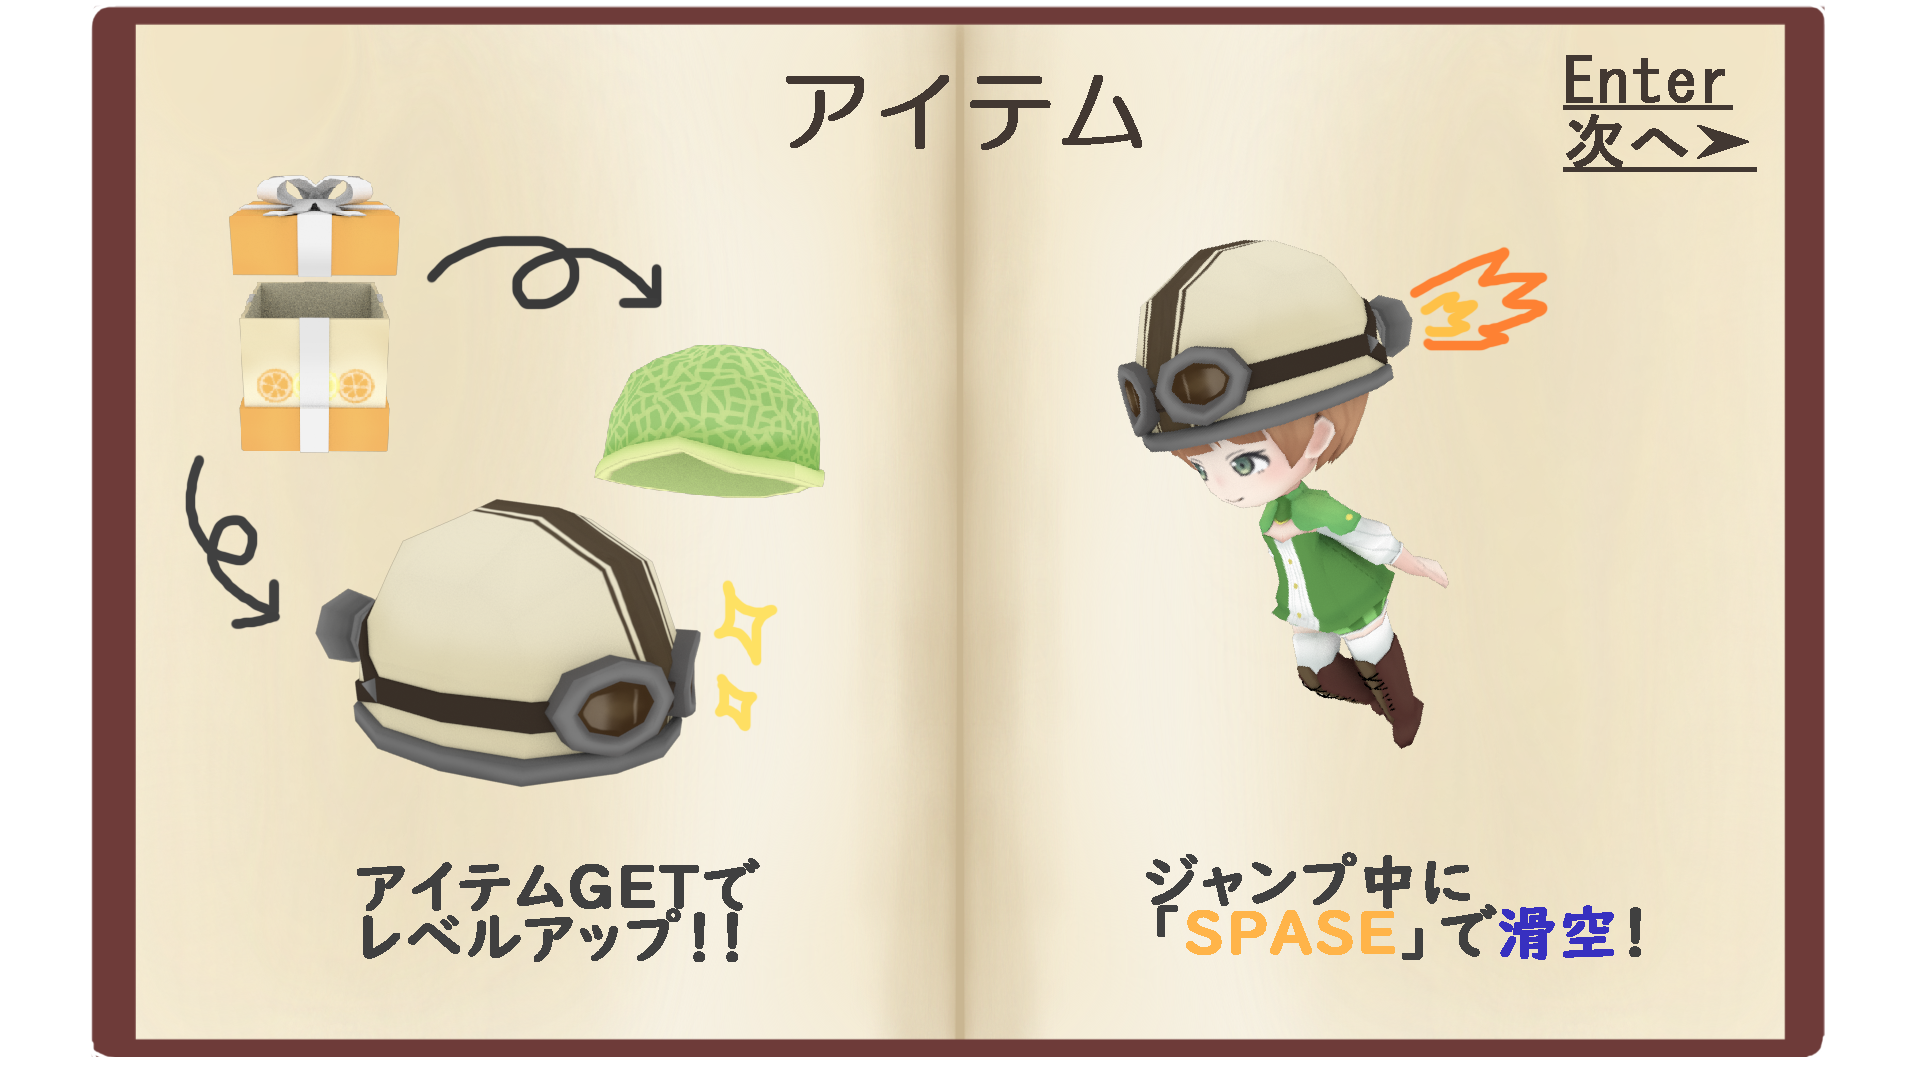 アイテム
Enter
次へ➤
アイテムGETで
レベルアップ!!
ジャンプ中に
「SPASE」で滑空!